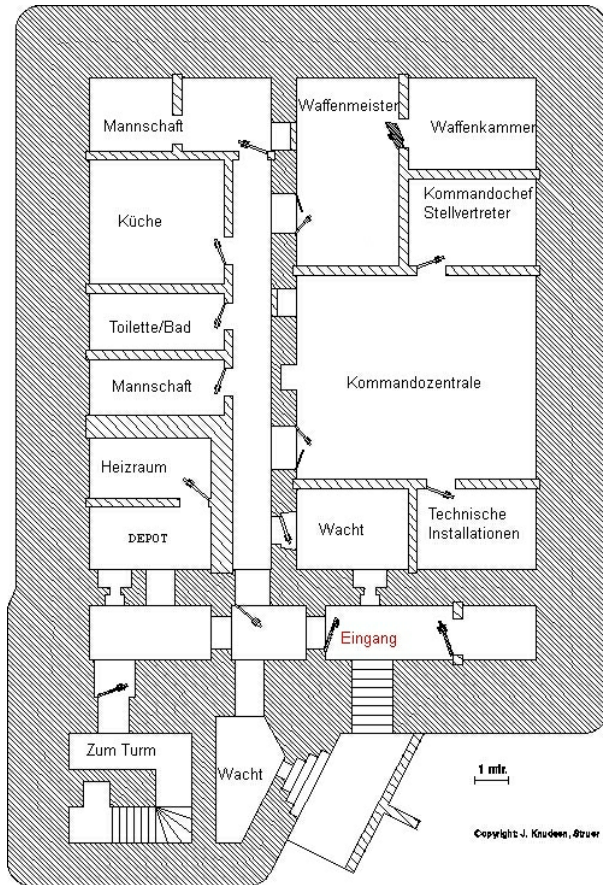 Waffenmeister
Mannschaft
Waffenkammer
Kommandochef
Stellvertreter
Küche
Toilette/Bad
Mannschaft
Kommandozentrale
Heizraum
Wacht
Technische
Installationen
DEPOT
Eingang
Zum Turm
Wacht
1 mtr.
Copyright: J. Knudsen, Struer